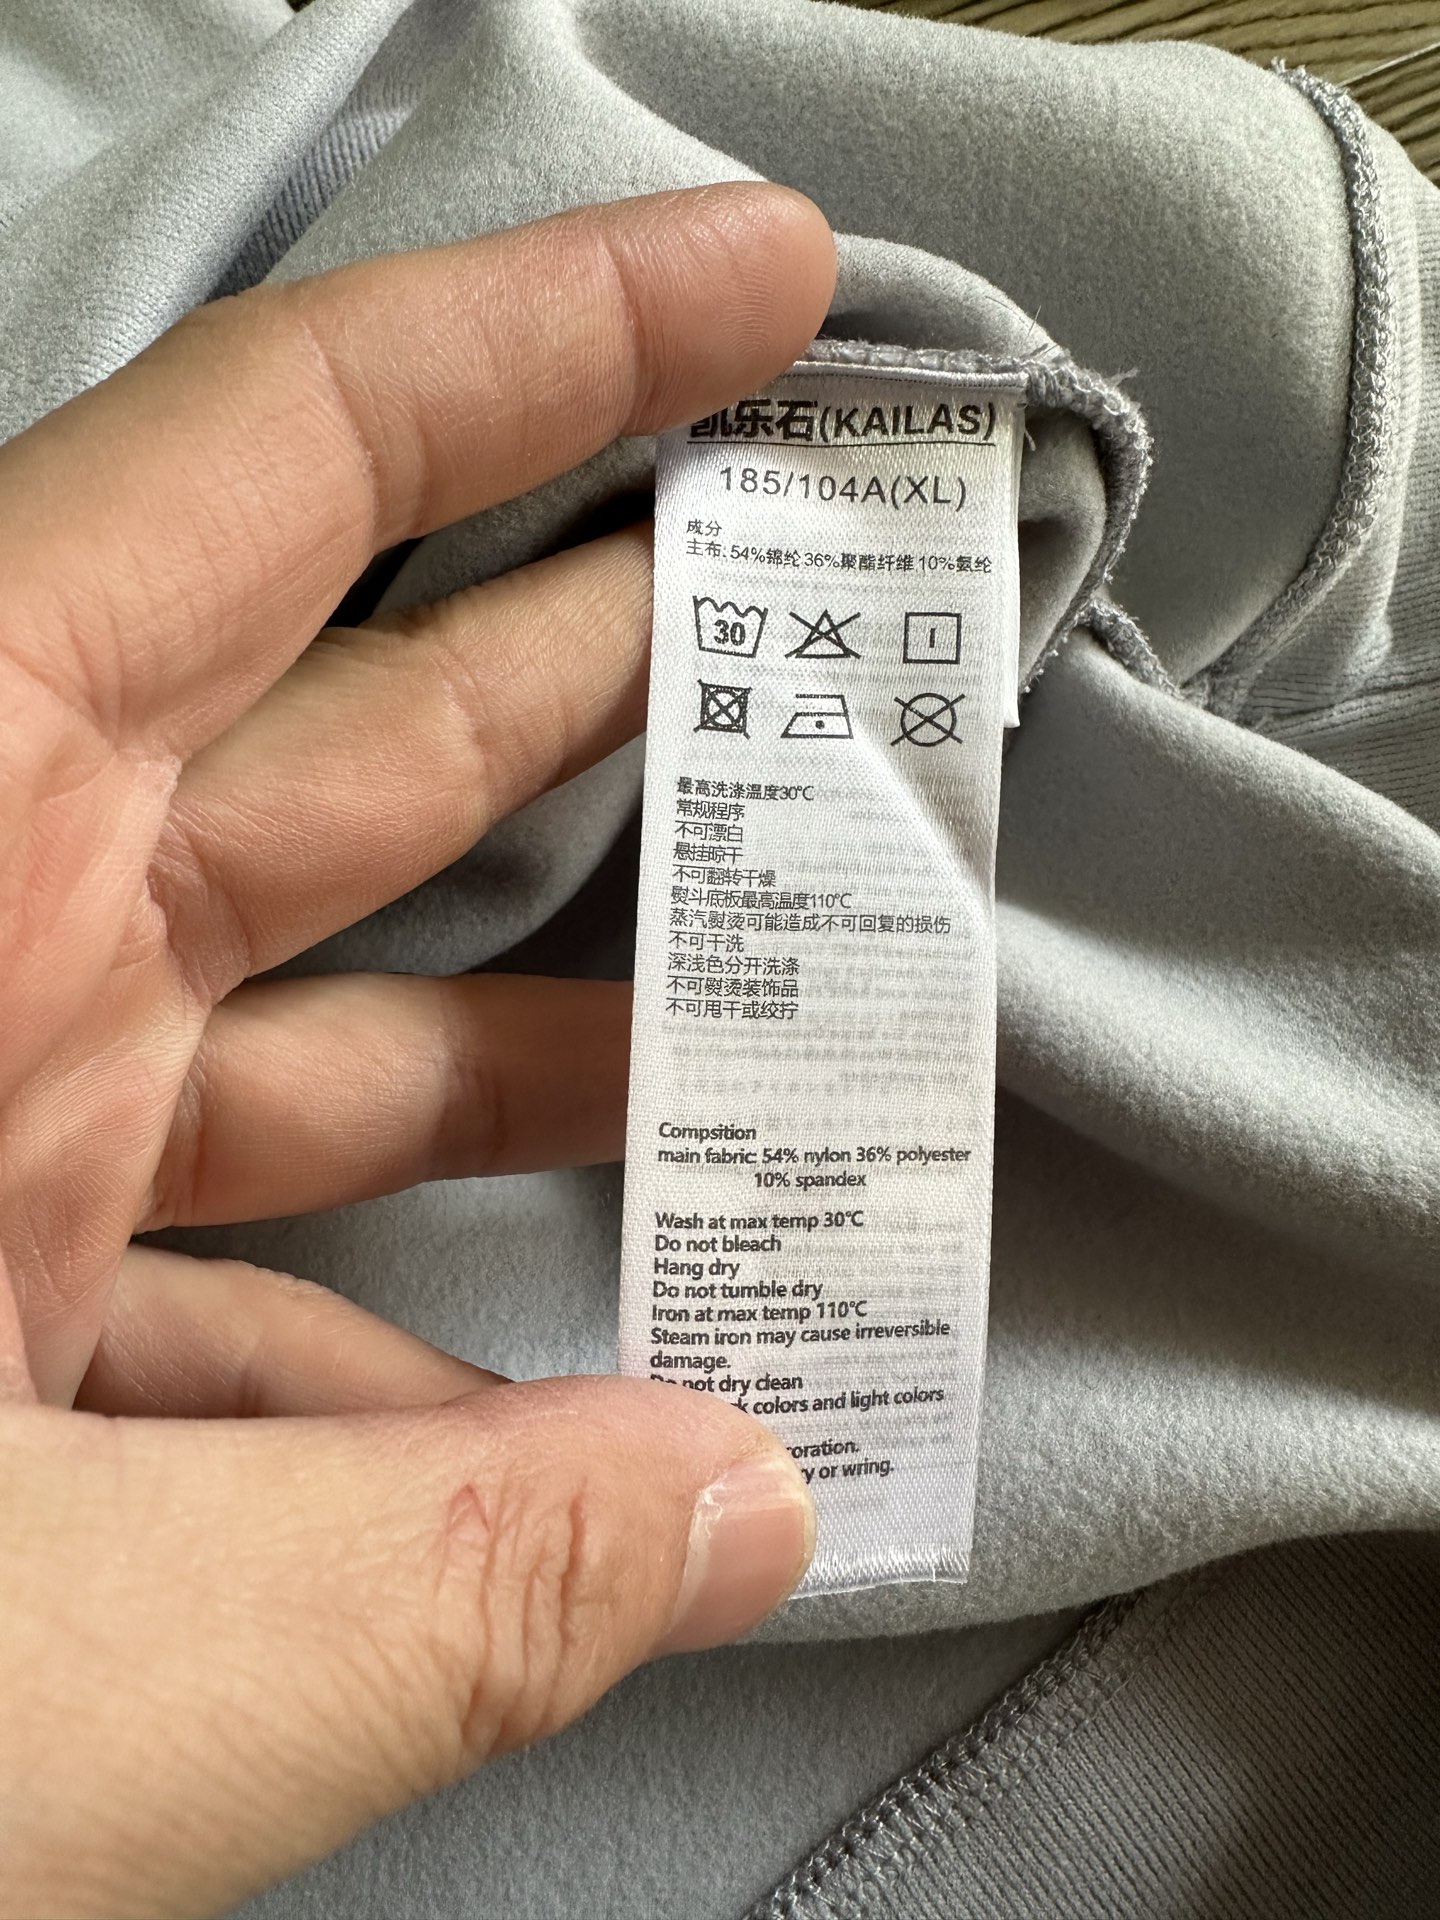 凯乐石(KAILAS)
185/104A(XL)
成分
主布: 54%锦纶 36%聚酯纤维 10%氨纶
30
最高洗涤温度30℃
常规程序
不可漂白
悬挂晾干
不可翻转干燥
熨斗底板最高温度110℃
蒸汽熨烫可能造成不可回复的损伤
不可干洗
深浅色分开洗涤
不可熨烫装饰品
不可甩干或绞拧
Compsition
main fabric: 54% nylon 36% polyester
10% spandex
Wash at max temp 30℃
Do not bleach
Hang dry
Do not tumble dry
Iron at max temp 110℃
Steam iron may cause irreversible
damage.
Do not dry clean
colors and light colors
or wring.